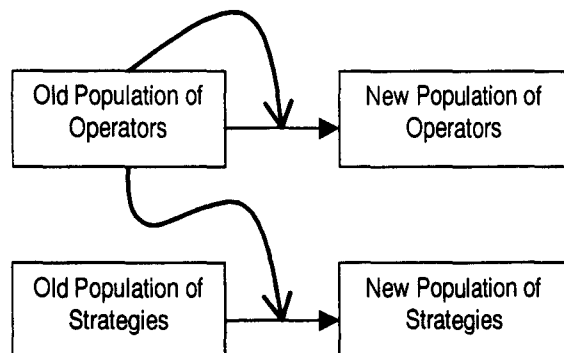 Old Population of
Operators
New Population of
Operators
Old Population of
Strategies
New Population of
Strategies